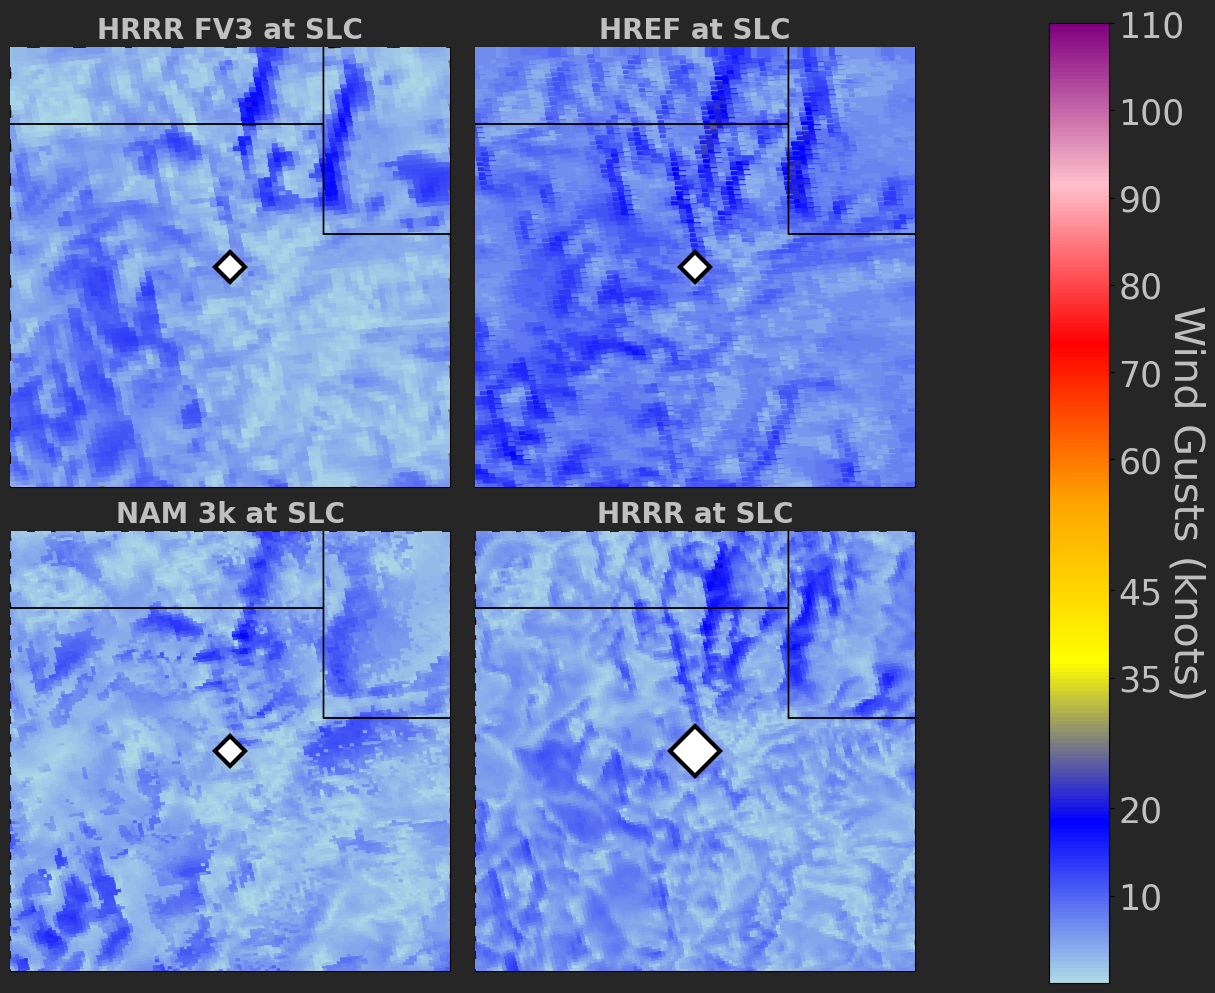 HRRR FV3 at SLC
HREF at SLC
NAM 3k at SLC
HRRR at SLC
110
100
90
80
70
60
45
35
20
10
Wind Gusts (knots)